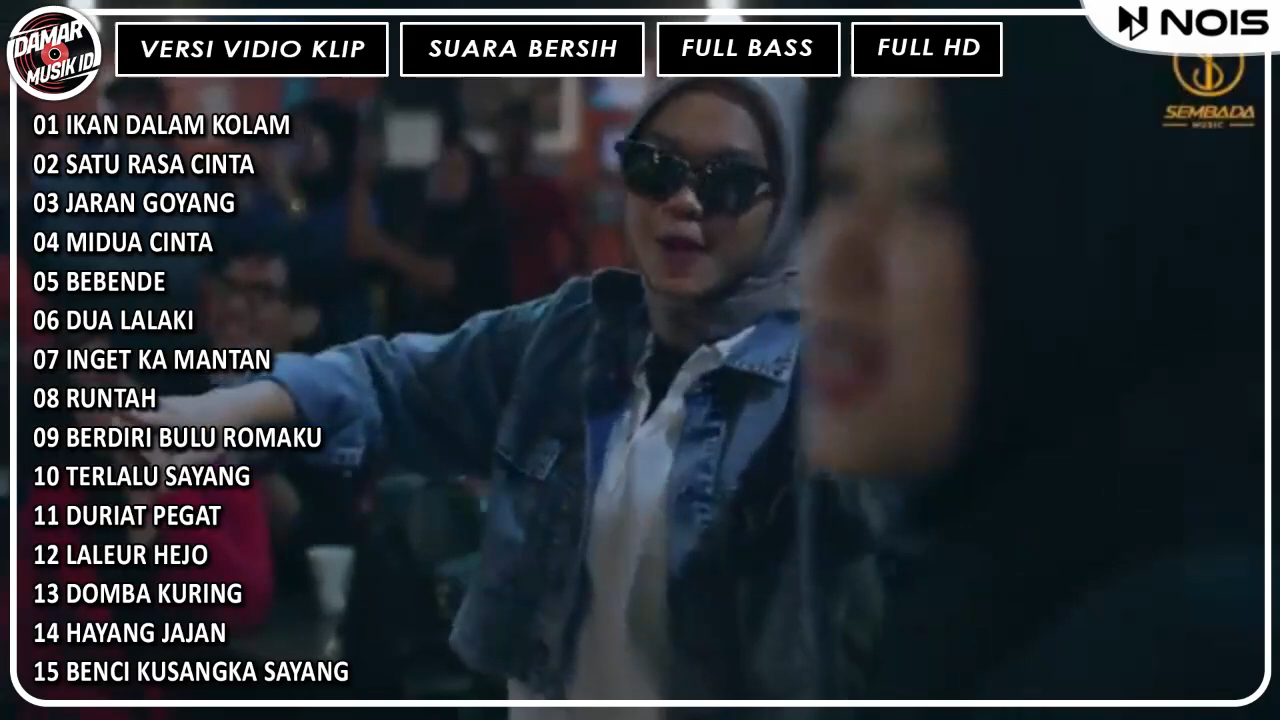 DAMAR
MUSIK ID
VERSI VIDIO KLIP
SUARA BERSIH
FULL BASS
FULL HD
NOIS
SEMBADA
MUSIC
01 IKAN DALAM KOLAM
02 SATU RASA CINTA
03 JARAN GOYANG
04 MIDUA CINTA
05 BEBENDE
06 DUA LALAKI
07 INGET KA MANTAN
08 RUNTAH
09 BERDIRI BULU ROMAKU
10 TERLALU SAYANG
11 DURIAT PEGAT
12 LALEUR HEJO
13 DOMBA KURING
14 HAYANG JAJAN
15 BENCI KUSANGKA SAYANG